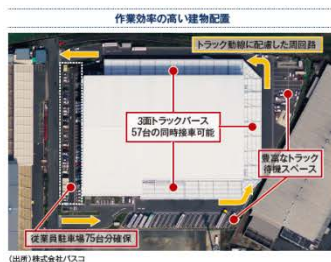 作業効率の高い建物配置
トラック動線に配慮した周回路
3面トラックバース
57台の同時接車可能
豊富なトラック
待機スペース
従業員駐車場75台分確保
(出所)株式会社パスコ